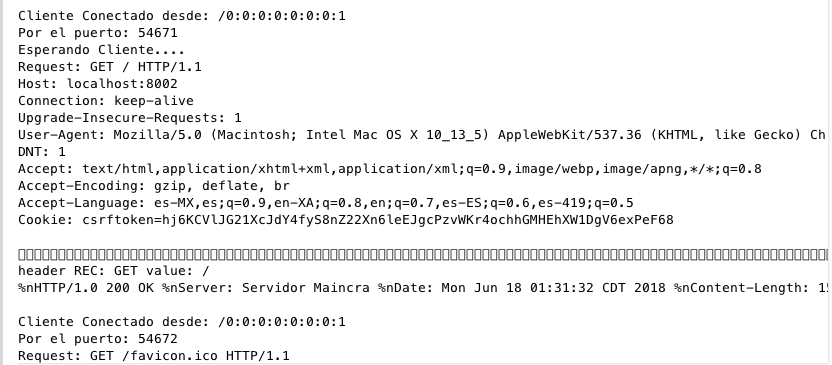 Cliente Conectado desde: /0:0:0:0:0:0:0:1
Por el puerto: 54671
Esperando Cliente....
Request: GET / HTTP/1.1
Host: localhost:8002
Connection: keep-alive
Upgrade-Insecure-Requests: 1
User-Agent: Mozilla/5.0 (Macintosh; Intel Mac OS X 10_13_5) AppleWebKit/537.36 (KHTML, like Gecko) Ch
DNT: 1
Accept: text/html,application/xhtml+xml,application/xml;q=0.9,image/webp,image/apng,*/*;q=0.8
Accept-Encoding: gzip, deflate, br
Accept-Language: es-MX,es;q=0.9,en-XA;q=0.8,en;q=0.7,es-ES;q=0.6,es-419;q=0.5
Cookie: csrftoken=hj6KCVlJG21XcJdY4fyS8nZ22Xn6leEJgcPzvWKr4ochhGMHEhXW1DgV6exPeF68
header REC: GET value: /
%nHTTP/1.0 200 OK %nServer: Servidor Maincra %nDate: Mon Jun 18 01:31:32 CDT 2018 %nContent-Length: 15
Cliente Conectado desde: /0:0:0:0:0:0:0:1
Por el puerto: 54672
Request: GET /favicon.ico HTTP/1.1